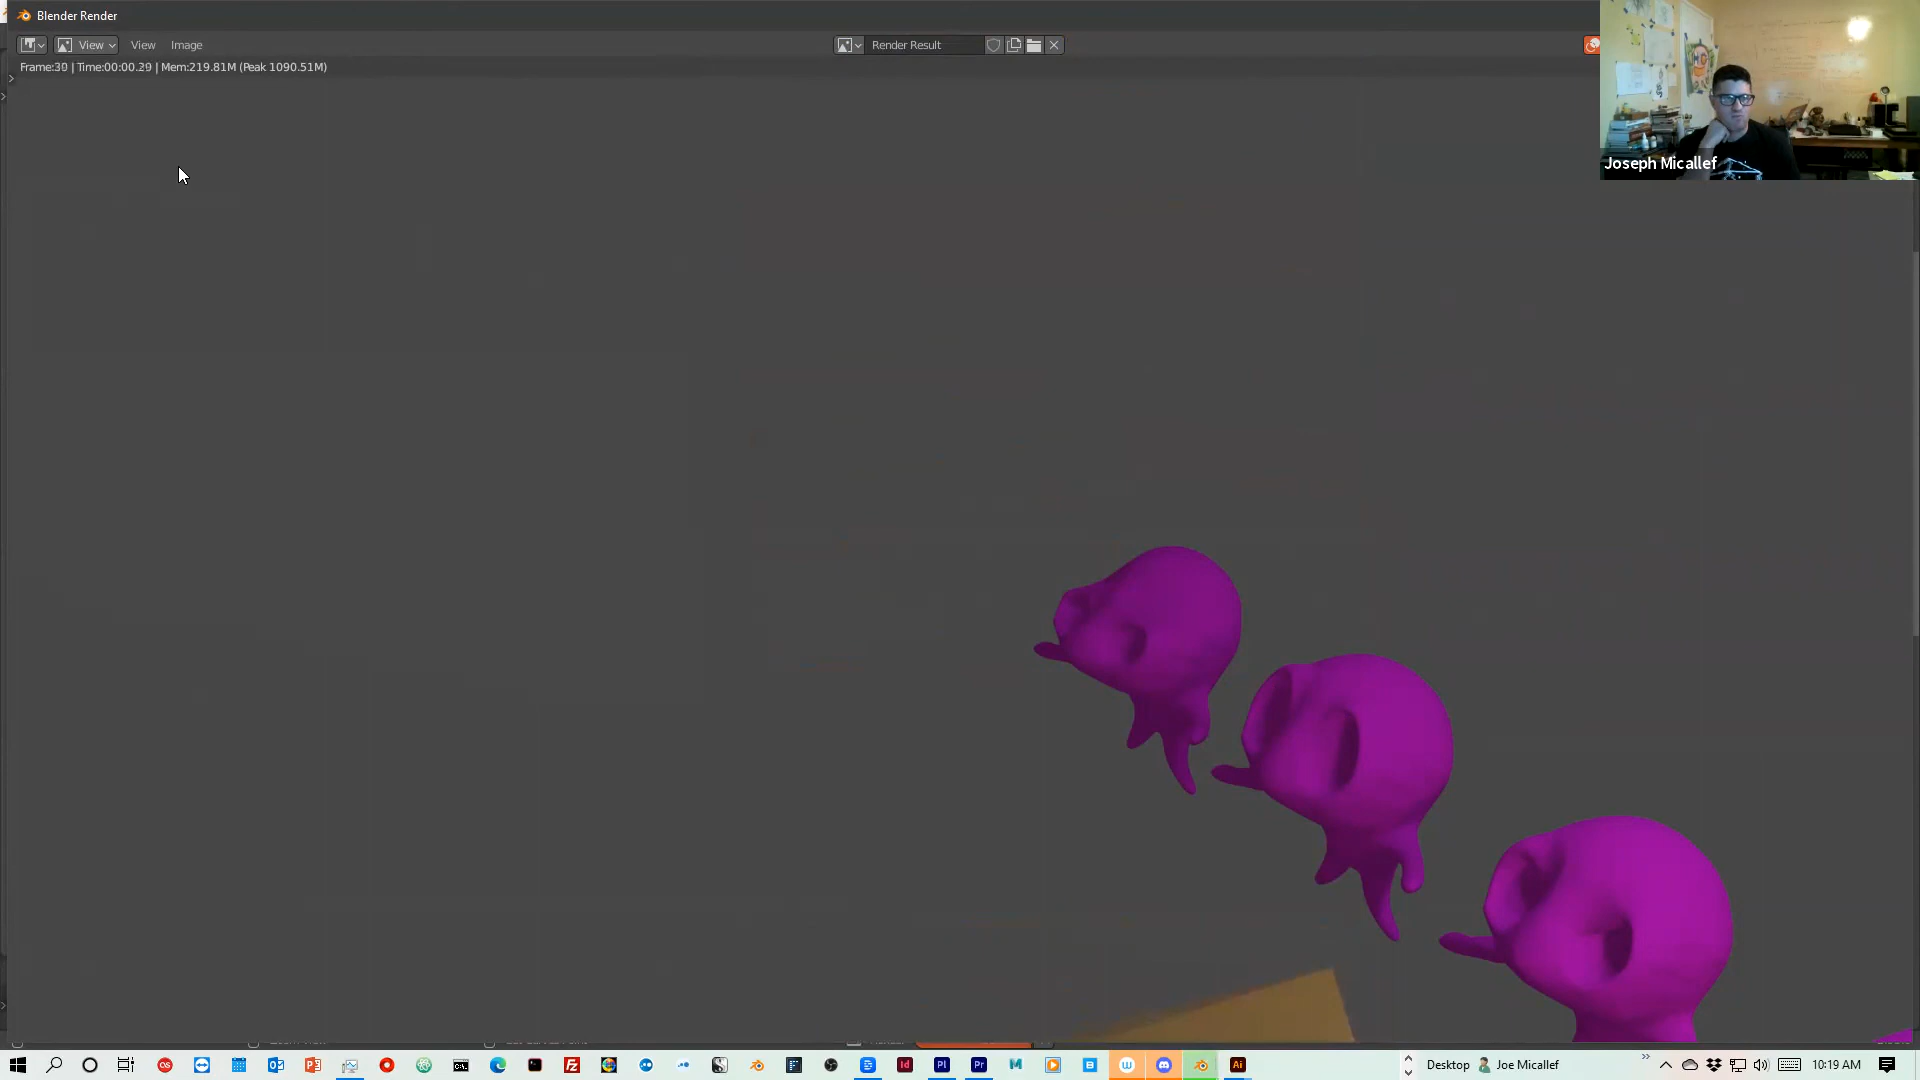 Blender Render
View View Image Render Result
Frame:30 | Time:00:00.29 | Mem:219.81M (Peak 1090.51M)
Joseph Micallef
Desktop Joe Micallef 10:19 AM